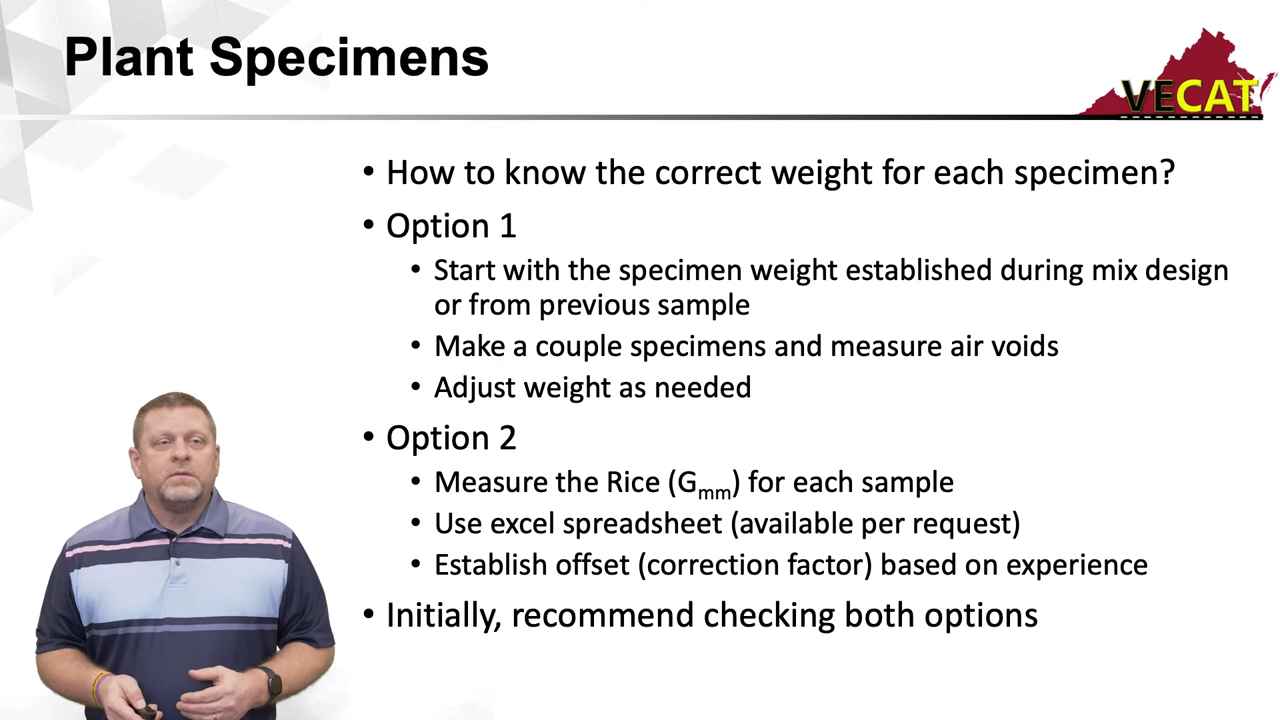 Plant Specimens
VECAT
• How to know the correct weight for each specimen?
• Option 1
• Start with the specimen weight established during mix design
or from previous sample
• Make a couple specimens and measure air voids
• Adjust weight as needed
• Option 2
• Measure the Rice (Gmm) for each sample
• Use excel spreadsheet (available per request)
• Establish offset (correction factor) based on experience
• Initially, recommend checking both options